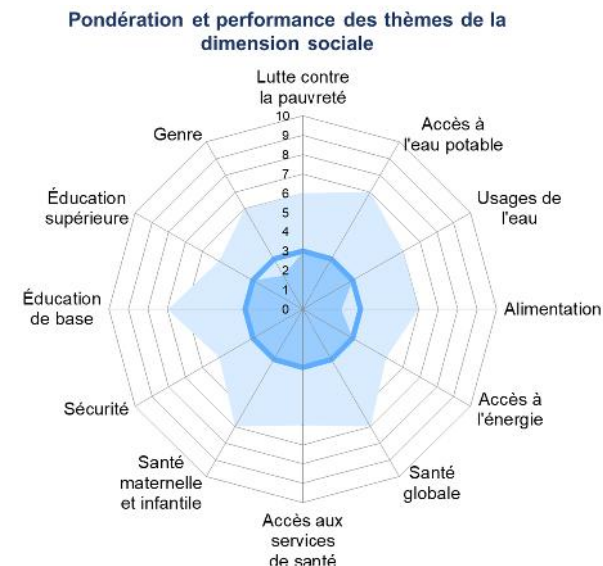 Pondération et performance des thèmes de la
dimension sociale
Lutte contre
la pauvreté
Accès à
l'eau potable
Usages de
l'eau
Alimentation
Accès à
l'énergie
Santé
globale
Accès aux
services
de santé
Santé
maternelle
et infantile
Sécurité
Éducation
de base
Éducation
supérieure
Genre
10
9
8
7
6
5
4
3
2
1
0